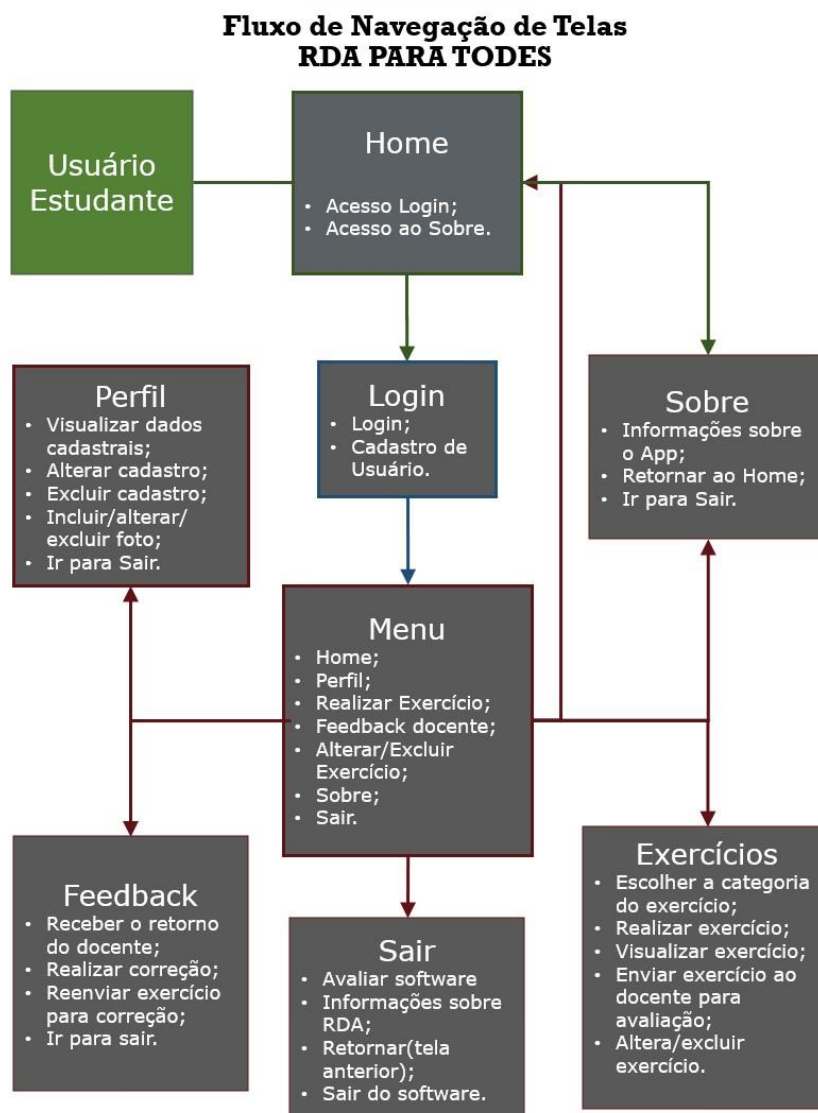 Fluxo de Navegação de Telas
RDA PARA TODES
Usuário
Estudante
Home
• Acesso Login;
• Acesso ao Sobre.
Perfil
• Visualizar dados
cadastrais;
• Alterar cadastro;
• Excluir cadastro;
• Incluir/alterar/
excluir foto;
• Ir para Sair.
Login
• Login;
• Cadastro de
Usuário.
Sobre
• Informações sobre
o App;
• Retornar ao Home;
• Ir para Sair.
Menu
• Home;
• Perfil;
• Realizar Exercício;
• Feedback docente;
• Alterar/Excluir
Exercício;
• Sobre;
• Sair.
Feedback
• Receber o retorno
do docente;
• Realizar correção;
• Reenviar exercício
para correção;
• Ir para sair.
Sair
• Avaliar software
• Informações sobre
RDA;
• Retornar(tela
anterior);
• Sair do software.
Exercícios
• Escolher a categoria
do exercício;
• Realizar exercício;
• Visualizar exercício;
• Enviar exercício ao
docente para
avaliação;
• Altera/excluir
exercício.